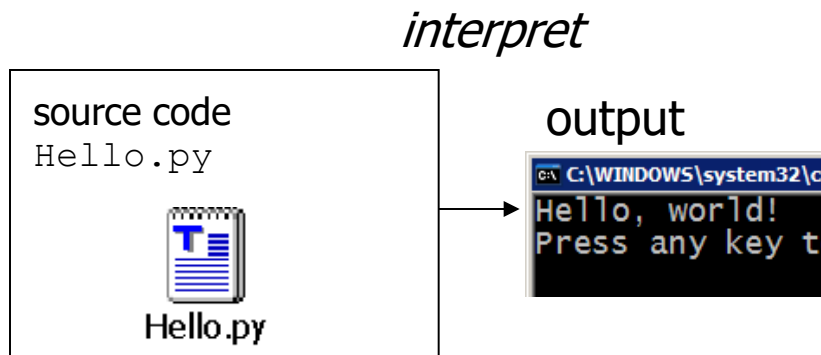 interpret
source code
Hello.py
Hello.py
output
C:\WINDOWS\system32\c
Hello, world!
Press any key t